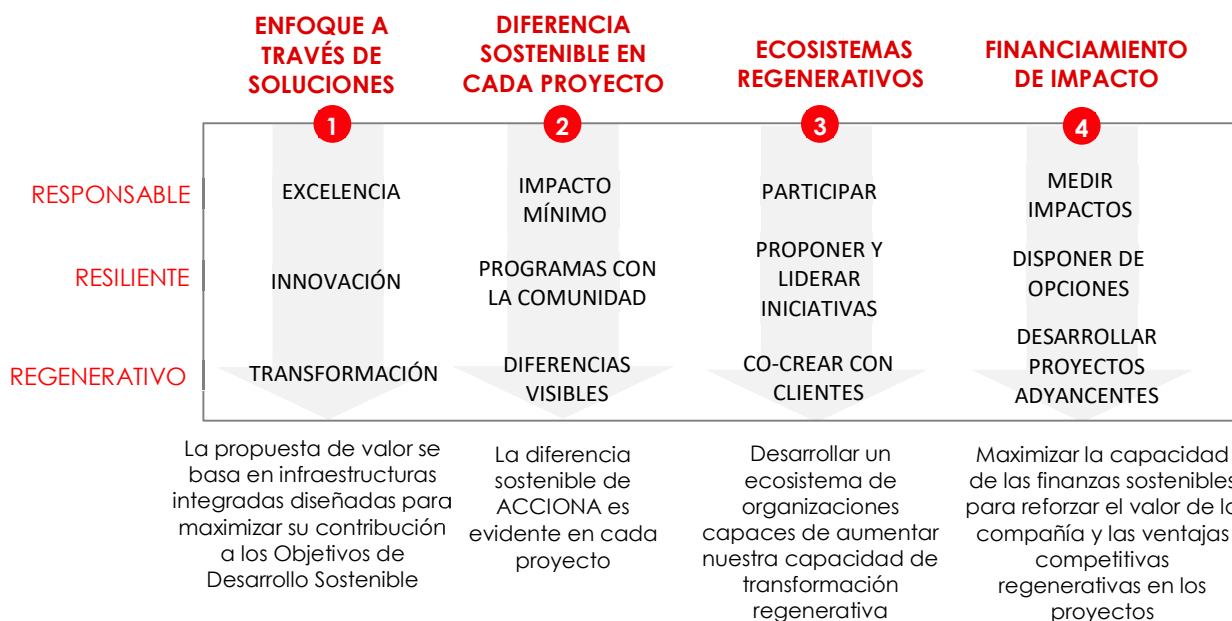 ENFOQUE A
TRAVÉS DE
SOLUCIONES
DIFERENCIA
SOSTENIBLE EN
CADA PROYECTO
ECOSISTEMAS
REGENERATIVOS
FINANCIAMIENTO
DE IMPACTO
1
2
3
4
RESPONSABLE
EXCELENCIA
IMPACTO
MÍNIMO
PARTICIPAR
MEDIR
IMPACTOS
RESILIENTE
INNOVACIÓN
PROGRAMAS CON
LA COMUNIDAD
PROPONER Y
LIDERAR
INICIATIVAS
DISPONER DE
OPCIONES
REGENERATIVO
TRANSFORMACIÓN
DIFERENCIAS
VISIBLES
CO-CREAR CON
CLIENTES
DESARROLLAR
PROYECTOS
ADYANCENTES
La propuesta de valor se
basa en infraestructuras
integradas diseñadas para
maximizar su contribución
a los Objetivos de
Desarrollo Sostenible
La diferencia
sostenible de
ACCIONA es
evidente en cada
proyecto
Desarrollar un
ecosistema de
organizaciones
capaces de aumentar
nuestra capacidad de
transformación
regenerativa
Maximizar la capacidad
de las finanzas sostenibles
para reforzar el valor de la
compañía y las ventajas
competitivas
regenerativas en los
proyectos